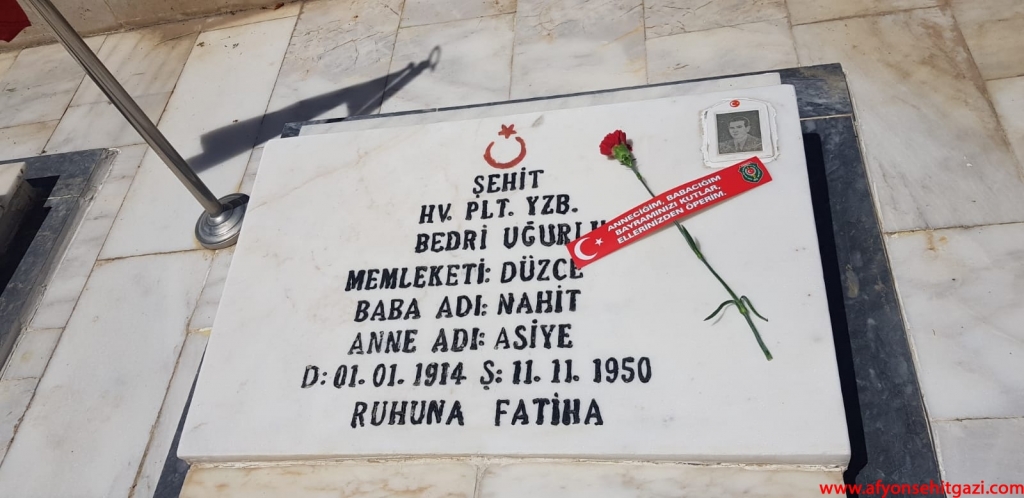 ŞEHİT
HV. PLT. YZB.
BEDRİ UĞURLU
MEMLEKETİ: DÜZCE
BABA ADI: NAHİT
ANNE ADI: ASİYE
D: 01. 01. 1914 Ş: 11. 11. 1950
RUHUNA FATİHA
ANNECİĞİM, BABACIĞIM
BAYRAMINIZI KUTLAR,
ELLERİNİZDEN ÖPERİM.
www.afyonsehitgazi.com